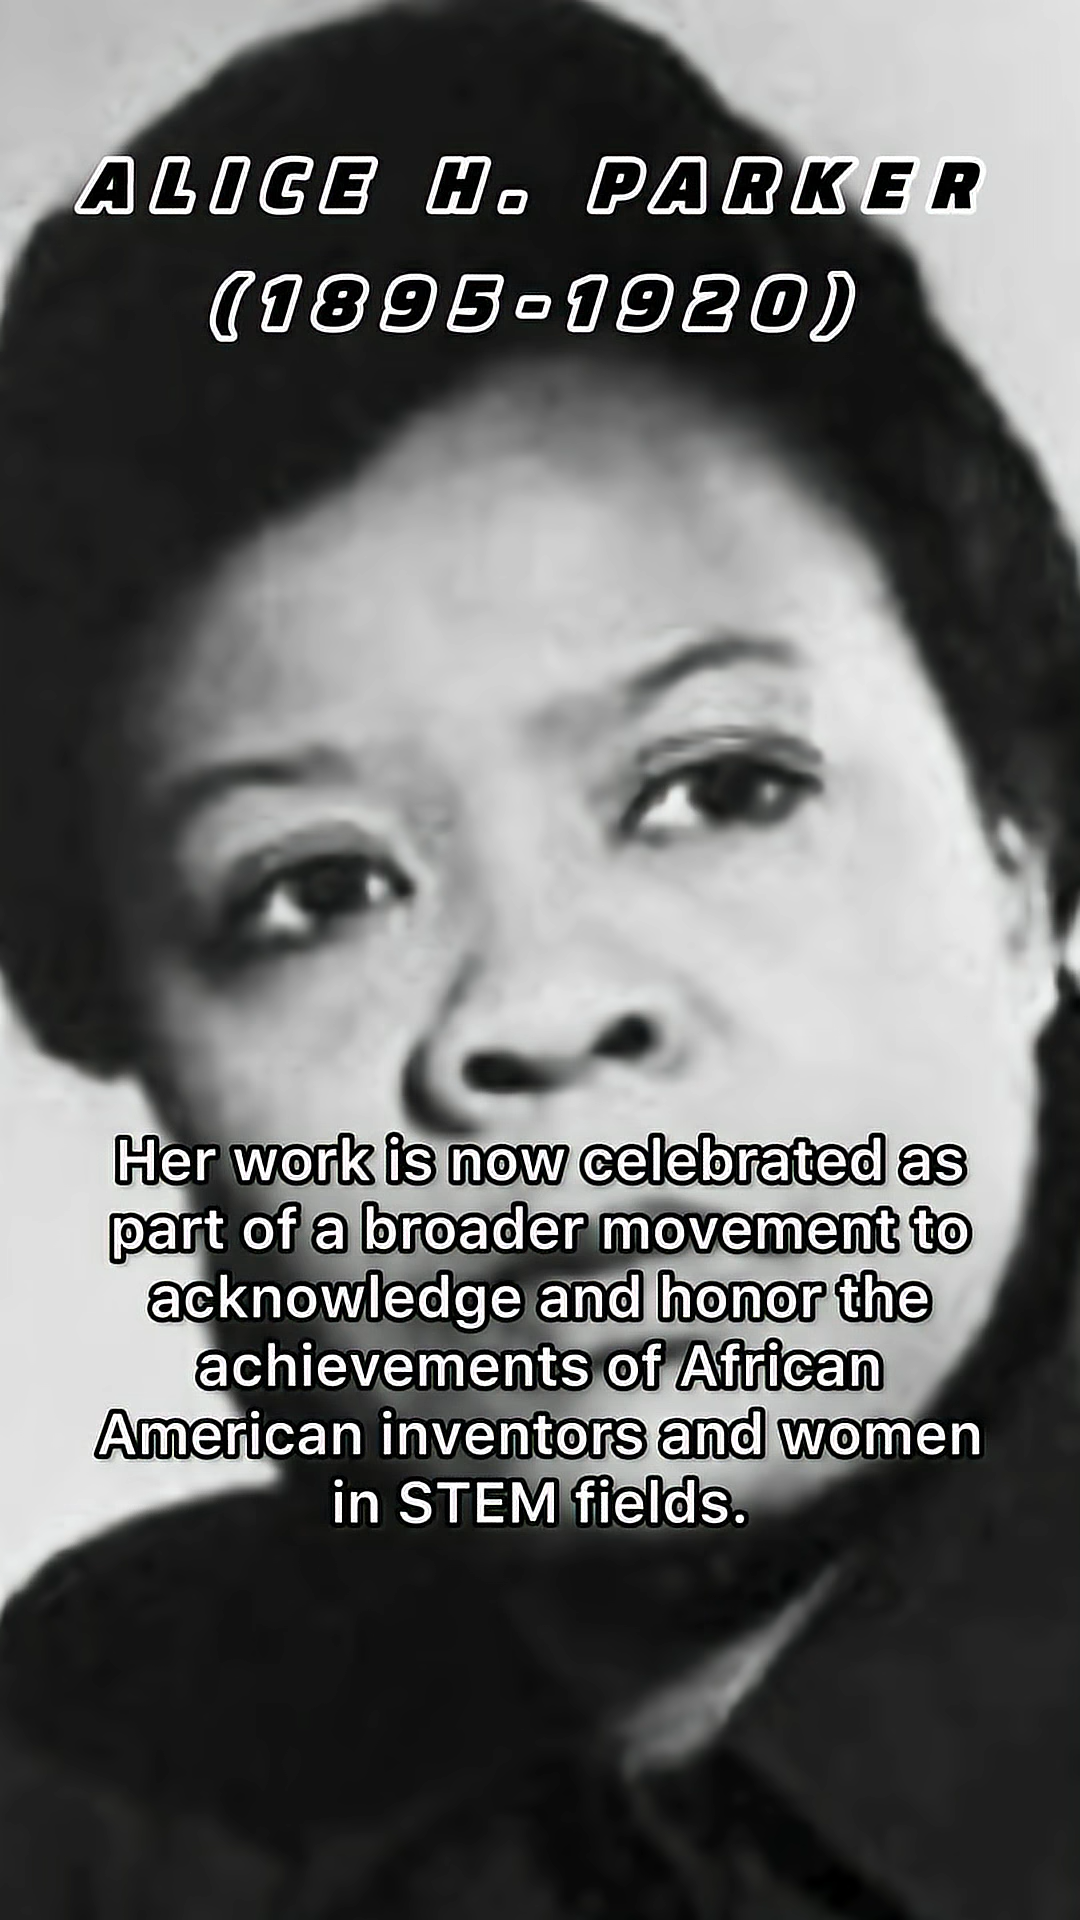 ALICE H. PARKER
(1895-1920)
Her work is now celebrated as
part of a broader movement to
acknowledge and honor the
achievements of African
American inventors and women
in STEM fields.